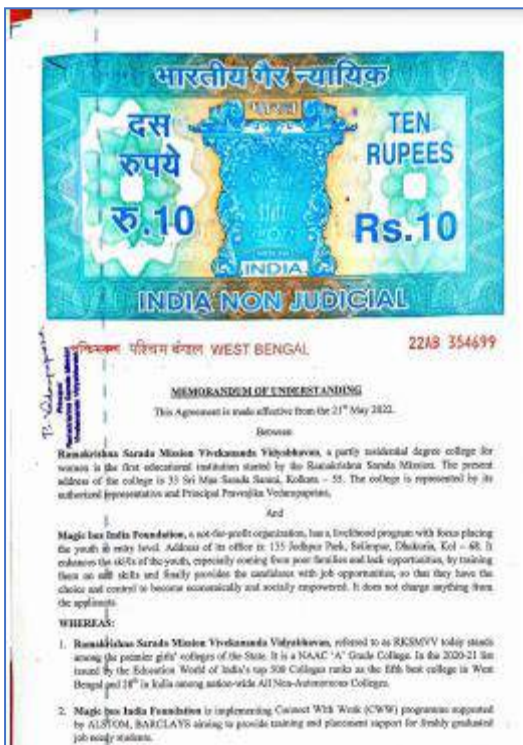 भारतीय गैर न्यायिक
दस
रुपये
रु.10
भारत
TEN
RUPEES
Rs.10
INDIA
INDIA NON JUDICIAL
पश्चिम बंगाल WEST BENGAL
22AB 354699
Principal
Ramakrishna Sarada Mission
Vivekananda Vidyabhavan
MEMORANDUM OF UNDERSTANDING
This Agreement is made effective from the 21st May 2022.
Between
Ramakrishna Sarada Mission Vivekananda Vidyabhavan, a partly residential degree college for
women is the first educational institution started by the Ramakrishna Sarada Mission. The present
address of the college is 33 Sri Maa Sarada Sarani, Kolkata – 55. The college is represented by its
authorized representative and Principal Pravrajika Vedarupaprana,
And
Magic bus India Foundation, a not-for-profit organization, has a livelihood program with focus placing
the youth in entry level. Address of its office is: 135 Jodhpur Park, Selimpur, Dhakuria, Kol – 68. It
enhances the skills of the youth, especially coming from poor families and lack opportunities, by training
them on skills and finally provides the candidates with job opportunities, so that they have the
choice and control to become economically and socially empowered. It does not charge anything from
the applicants.
WHEREAS:
1. Ramakrishna Sarada Mission Vivekananda Vidyabhavan, referred to as RKSMVV today stands
among the premier girls' colleges of the State. It is a NAAC 'A' Grade College. In the 2020-21 list
issued by the Education World of India's top 500 Colleges ranks as the fifth best college in West
Bengal and 28th in India among nation-wide All Non-Autonomous Colleges.
2. Magic bus India Foundation is implementing Connect With Work (CWW) programme supported
by ALSTOM, BARCLAYS aiming to provide training and placement support for freshly graduated
job needy students.